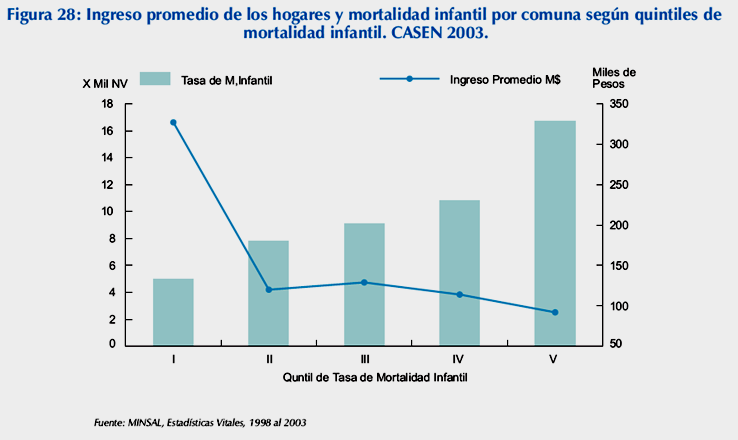 Figura 28: Ingreso promedio de los hogares y mortalidad infantil por comuna según quintiles de
mortalidad infantil. CASEN 2003.
X Mil NV
Tasa de M,Infantil
Ingreso Promedio M$
Miles de
Pesos
18
16
14
12
10
8
6
4
2
0
350
300
250
200
150
100
50
I
II
III
IV
V
Quntil de Tasa de Mortalidad Infantil
Fuente: MINSAL, Estadísticas Vitales, 1998 al 2003